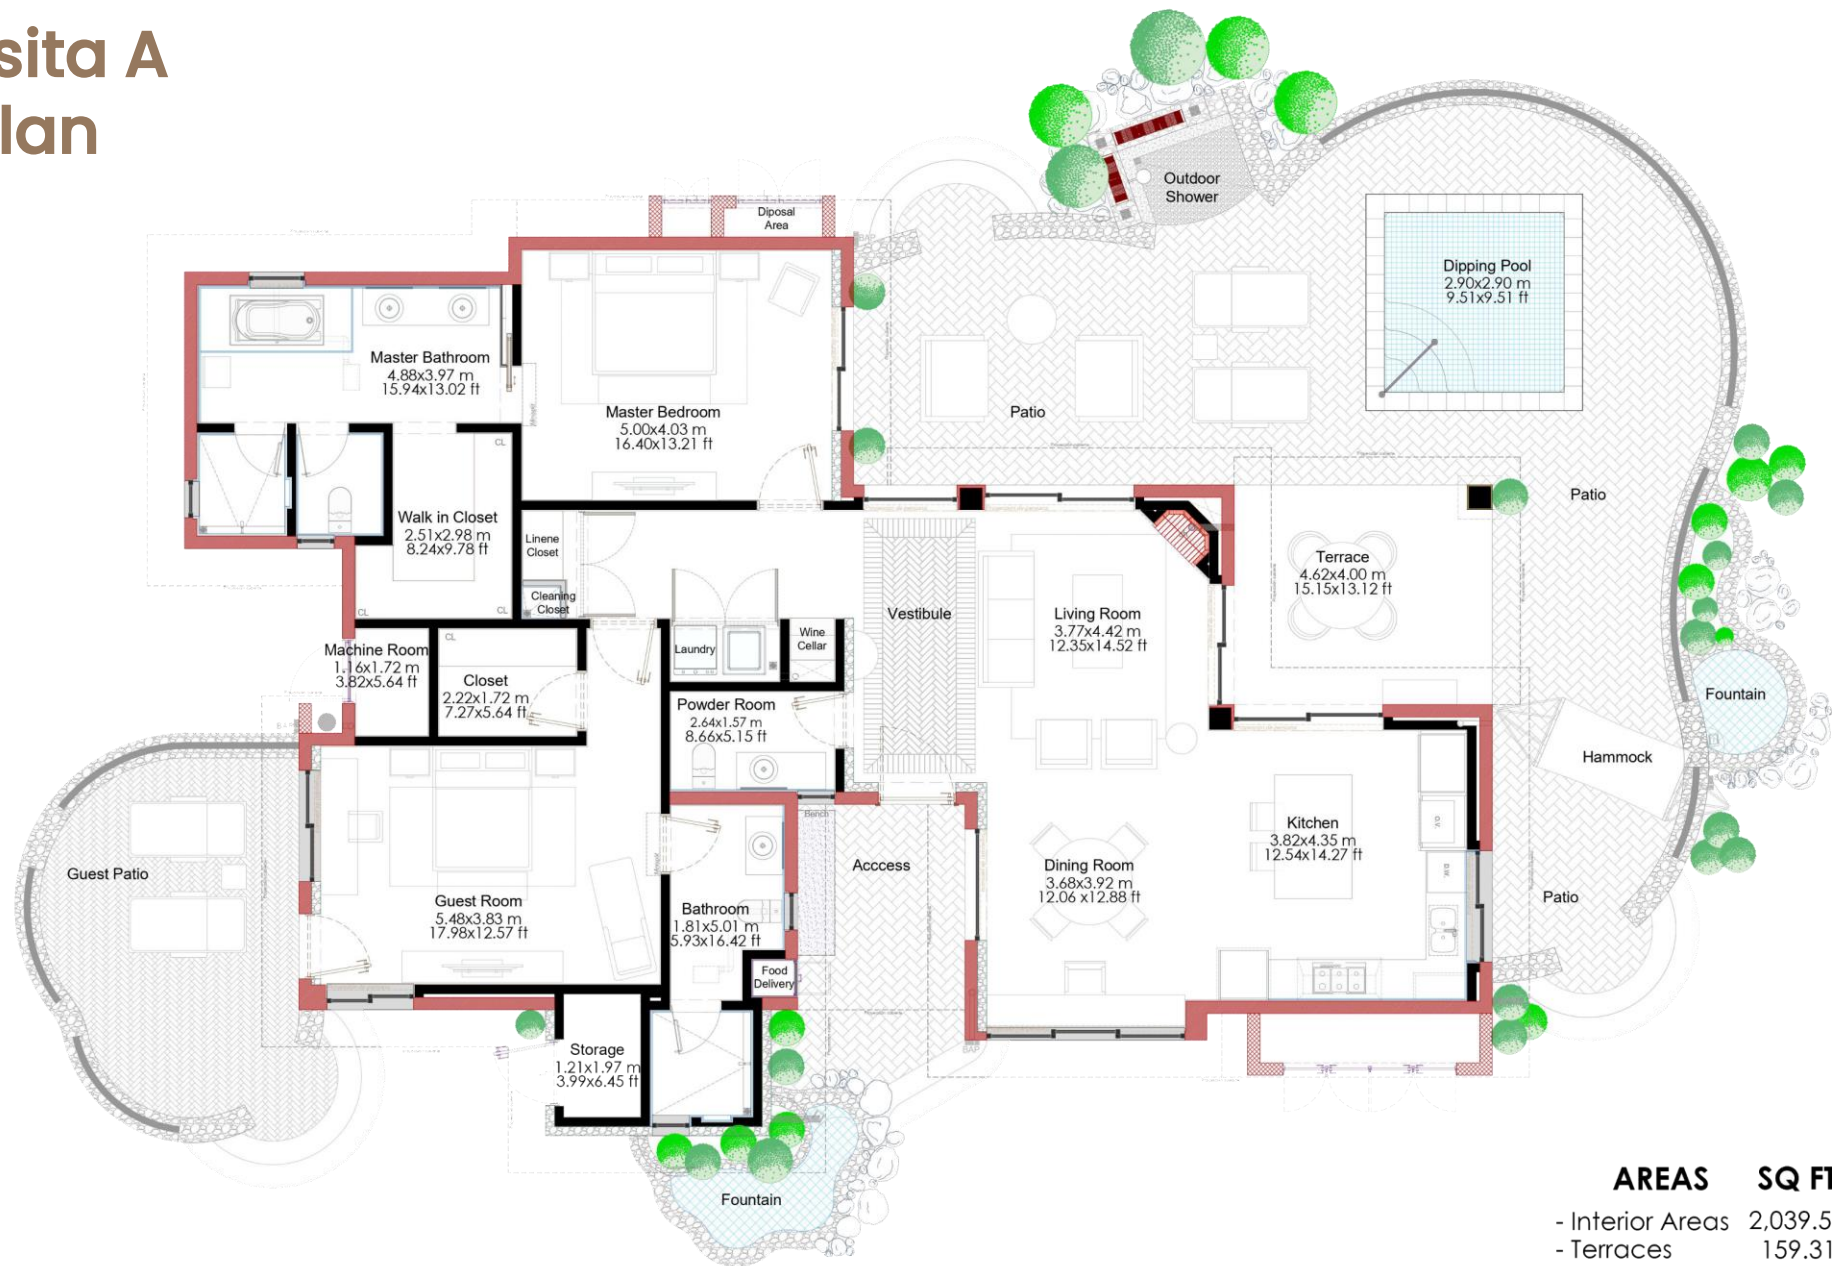 sita A
lan
Diposal
Area
Outdoor
Shower
Dipping Pool
2.90x2.90 m
9.51x9.51 ft
Master Bathroom
4.88x3.97 m
15.94x13.02 ft
Master Bedroom
5.00x4.03 m
16.40x13.21 ft
Patio
CL
Patio
Walk in Closet
2.51x2.98 m
8.24x9.78 ft
CL
CL
Linene
Closet
Cleaning
Closet
Terrace
4.62x4.00 m
15.15x13.12 ft
Vestibule
Living Room
3.77x4.42 m
12.35x14.52 ft
Machine Room
1.16x1.72 m
3.82x5.64 ft
CL
Closet
2.22x1.72 m
7.27x5.64 ft
Laundry
Wine
Cellar
Powder Room
2.64x1.57 m
8.66x5.15 ft
Fountain
Hammock
Bench
Kitchen
3.82x4.35 m
12.54x14.27 ft
Guest Patio
Guest Room
5.48x3.83 m
17.98x12.57 ft
Bathroom
1.81x5.01 m
5.93x16.42 ft
Acccess
Dining Room
3.68x3.92 m
12.06 x12.88 ft
Patio
Food
Delivery
Storage
1.21x1.97 m
3.99x6.45 ft
Fountain
AREAS SQ FT
- Interior Areas 2,039.5
- Terraces 159.31